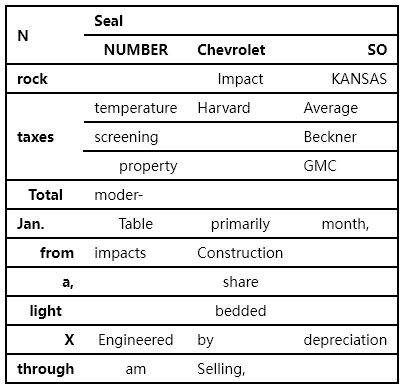 N Seal
NUMBER Chevrolet SO
rock Impact KANSAS
taxes temperature Harvard Average
screening Beckner
property GMC
Total moder-
Jan. Table primarily month,
from impacts Construction
a, share
light bedded
X Engineered by depreciation
through am Selling,